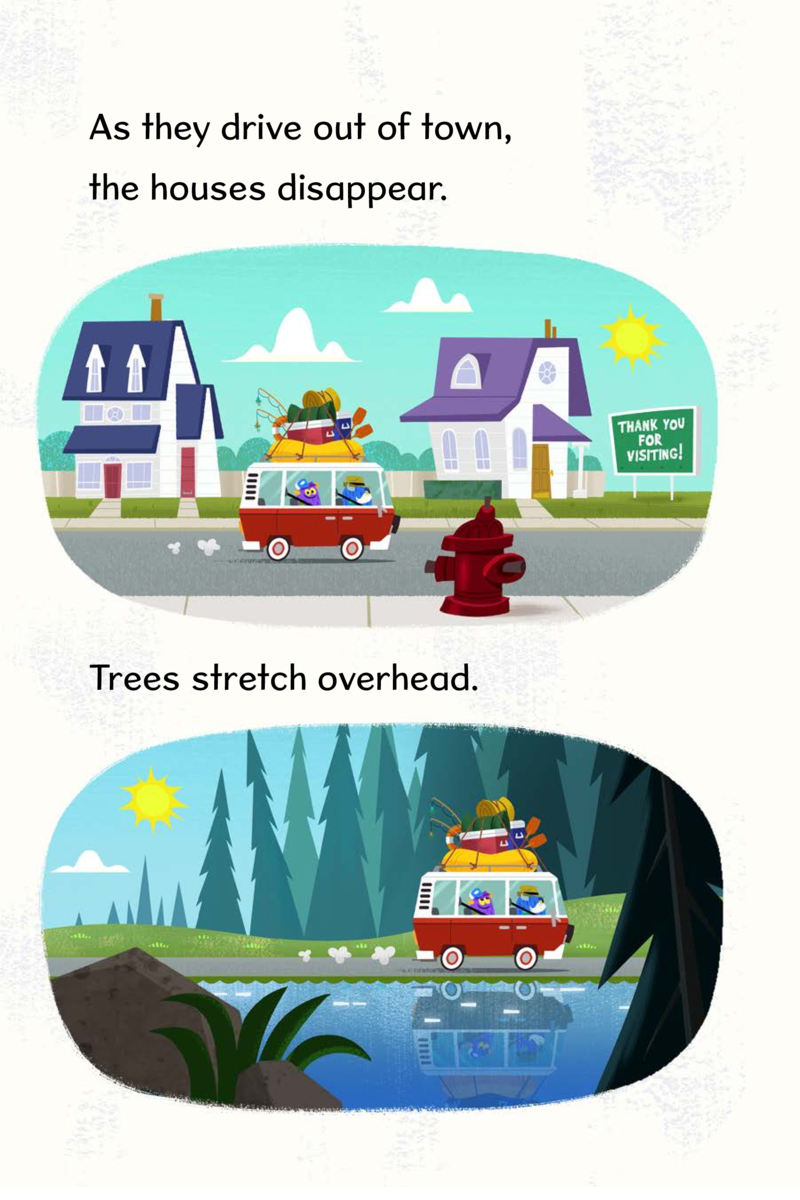 As they drive out of town,
the houses disappear.
THANK YOU
FOR
VISITING!
Trees stretch overhead.